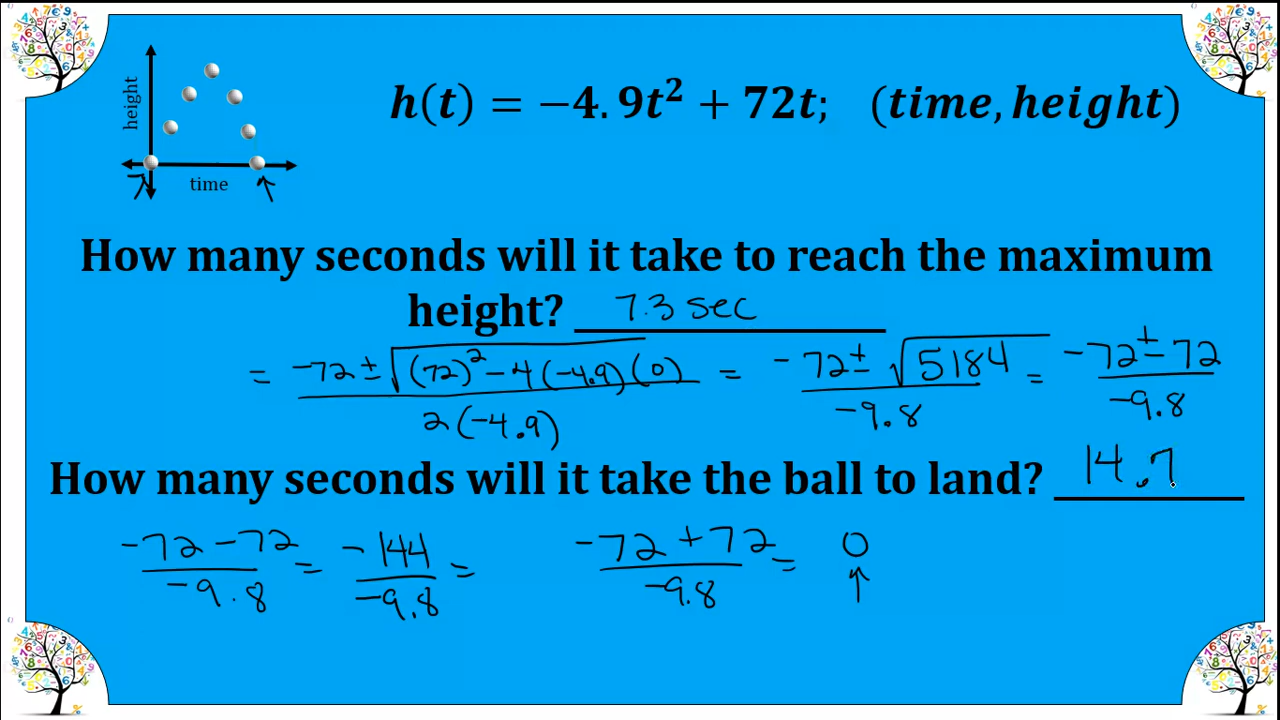 height
time
h(t) = −4.9t² + 72t; (time, height)
How many seconds will it take to reach the maximum
height? 7.3 sec
= −72 ± √(72)² − 4(−4.9)(0) / 2(−4.9) = −72 ± √5184 / −9.8 = −72 ± 72 / −9.8
How many seconds will it take the ball to land? 14.7
−72 − 72 / −9.8 = −144 / −9.8 =
−72 + 72 / −9.8 = 0